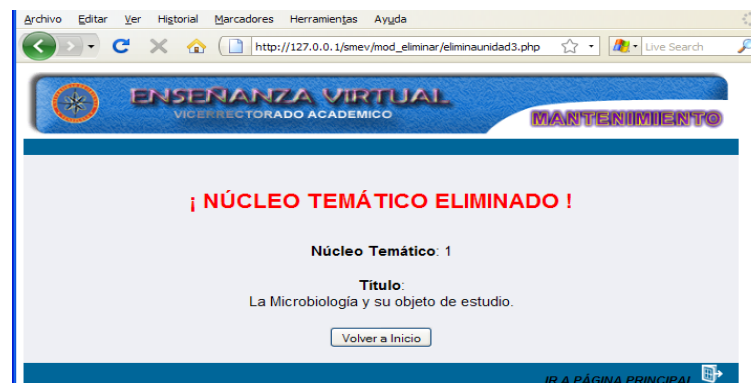 Archivo Editar Ver Historial Marcadores Herramientas Ayuda
http://127.0.0.1/smev/mod_eliminar/eliminaunidad3.php Live Search
ENSEÑANZA VIRTUAL
VICERRECTORADO ACADEMICO
MANTENIMIENTO
¡ NÚCLEO TEMÁTICO ELIMINADO !
Núcleo Temático: 1
Título:
La Microbiología y su objeto de estudio.
Volver a Inicio
IR A PÁGINA PRINCIPAL